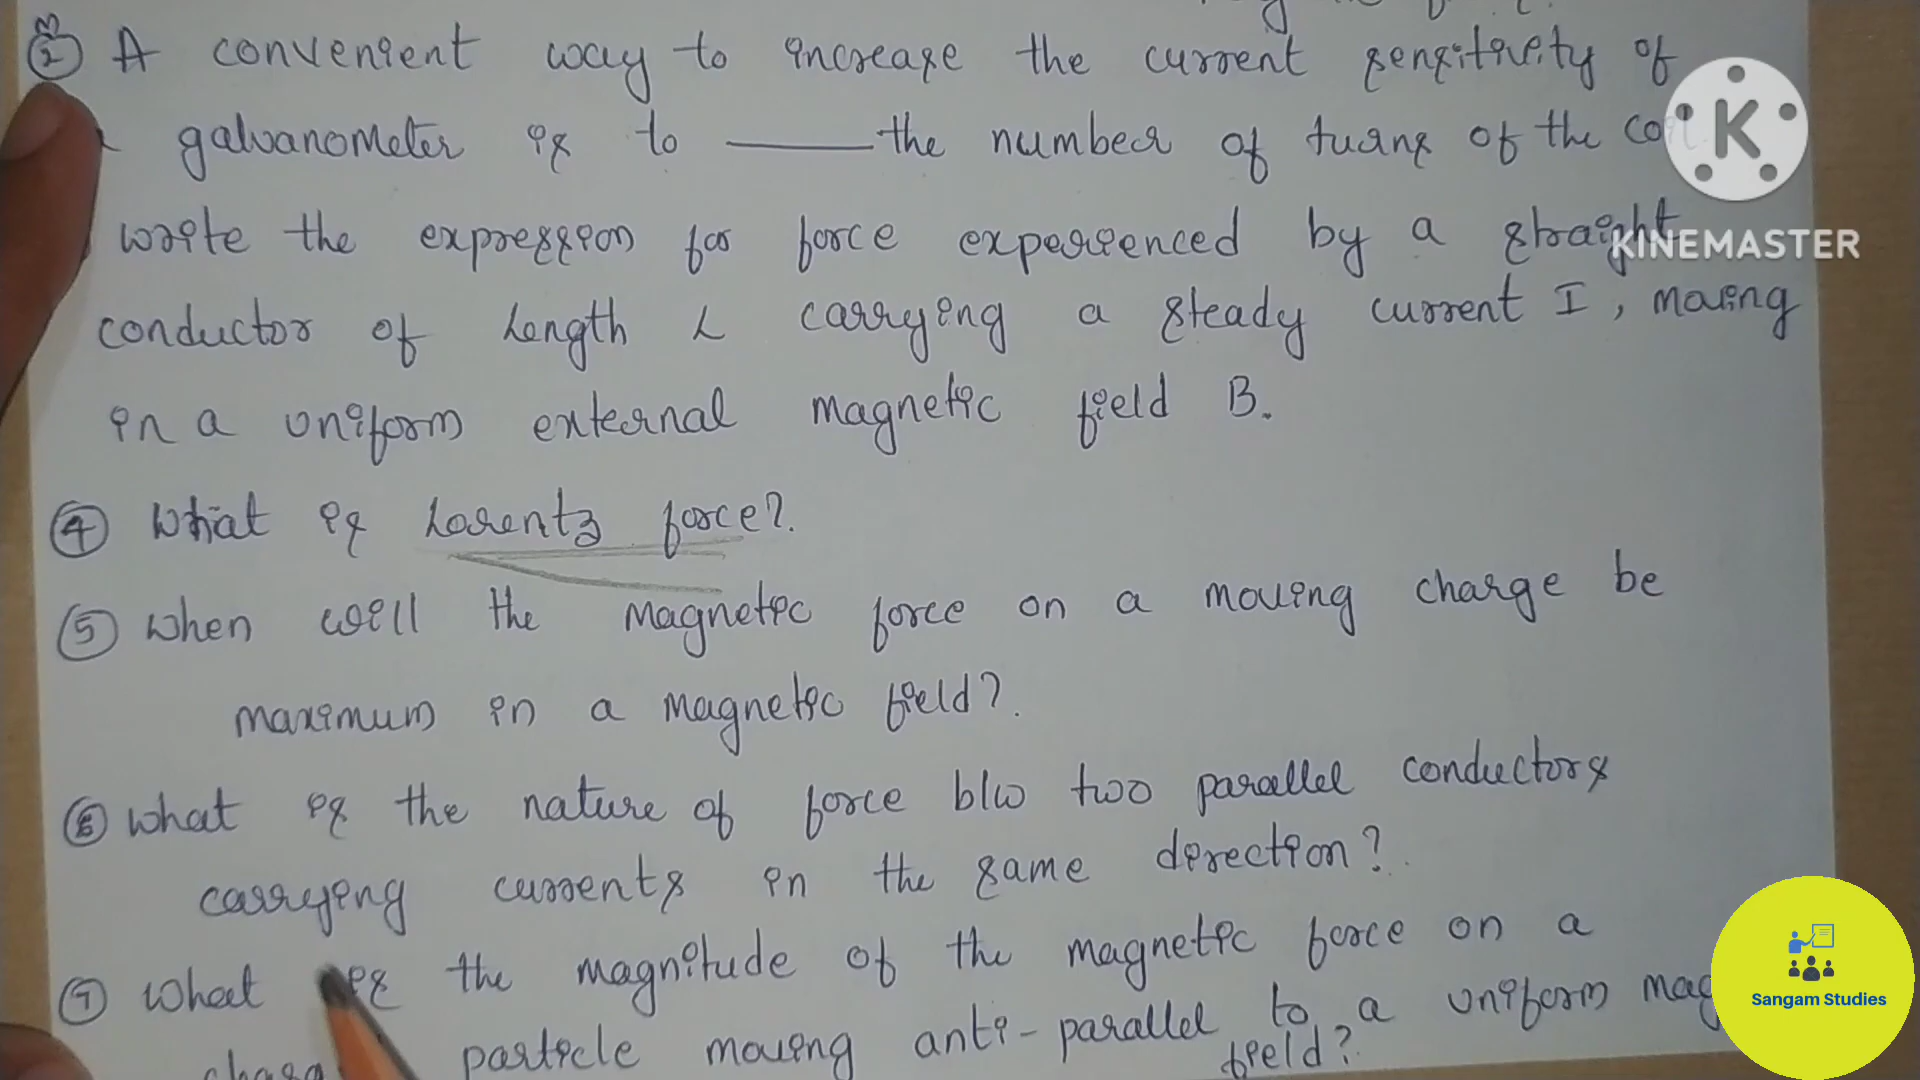 ② A convenient way to increase the current sensitivity of
galvanometer is to ——— the number of turns of the
K
write the expression for force experienced by a straight
KINEMASTER
conductor of Length L carrying a steady current I, moving
in a uniform external magnetic field B.
④ What is Lorentz force?
⑤ When will the magnetic force on a moving charge be
maximum in a magnetic field?
⑥ What is the nature of force b/w two parallel conductors
carrying currents in the same direction?
⑦ What is the magnitude of the magnetic force on a
particle moving anti-parallel to a uniform
field?
Sangam Studies